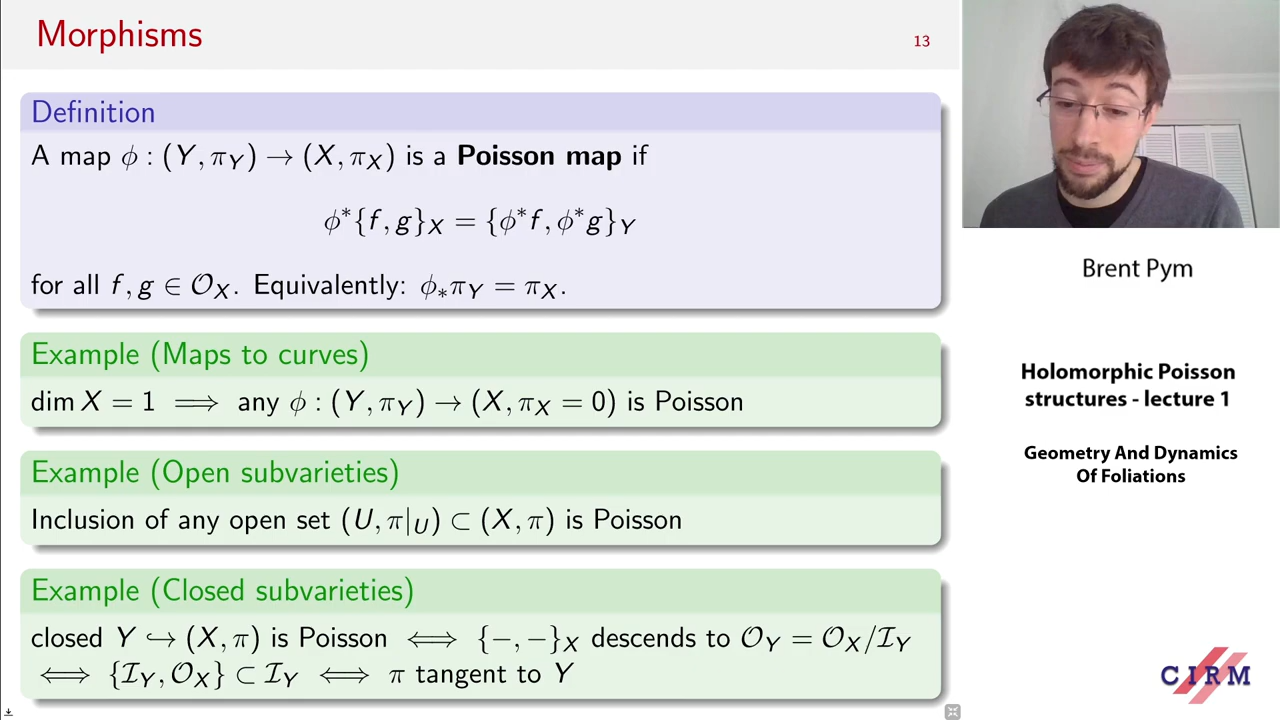 Morphisms
13
Definition
A map ϕ : (Y, π_Y) → (X, π_X) is a Poisson map if
ϕ*{f, g}_X = {ϕ*f, ϕ*g}_Y
for all f, g ∈ 𝒪_X. Equivalently: ϕ_*π_Y = π_X.
Example (Maps to curves)
dim X = 1 ⟹ any ϕ : (Y, π_Y) → (X, π_X = 0) is Poisson
Example (Open subvarieties)
Inclusion of any open set (U, π|_U) ⊂ (X, π) is Poisson
Example (Closed subvarieties)
closed Y ↪ (X, π) is Poisson ⟺ {−, −}_X descends to 𝒪_Y = 𝒪_X/ℐ_Y
⟺ {ℐ_Y, 𝒪_X} ⊂ ℐ_Y ⟺ π tangent to Y
Brent Pym
Holomorphic Poisson
structures - lecture 1
Geometry And Dynamics
Of Foliations
CIRM